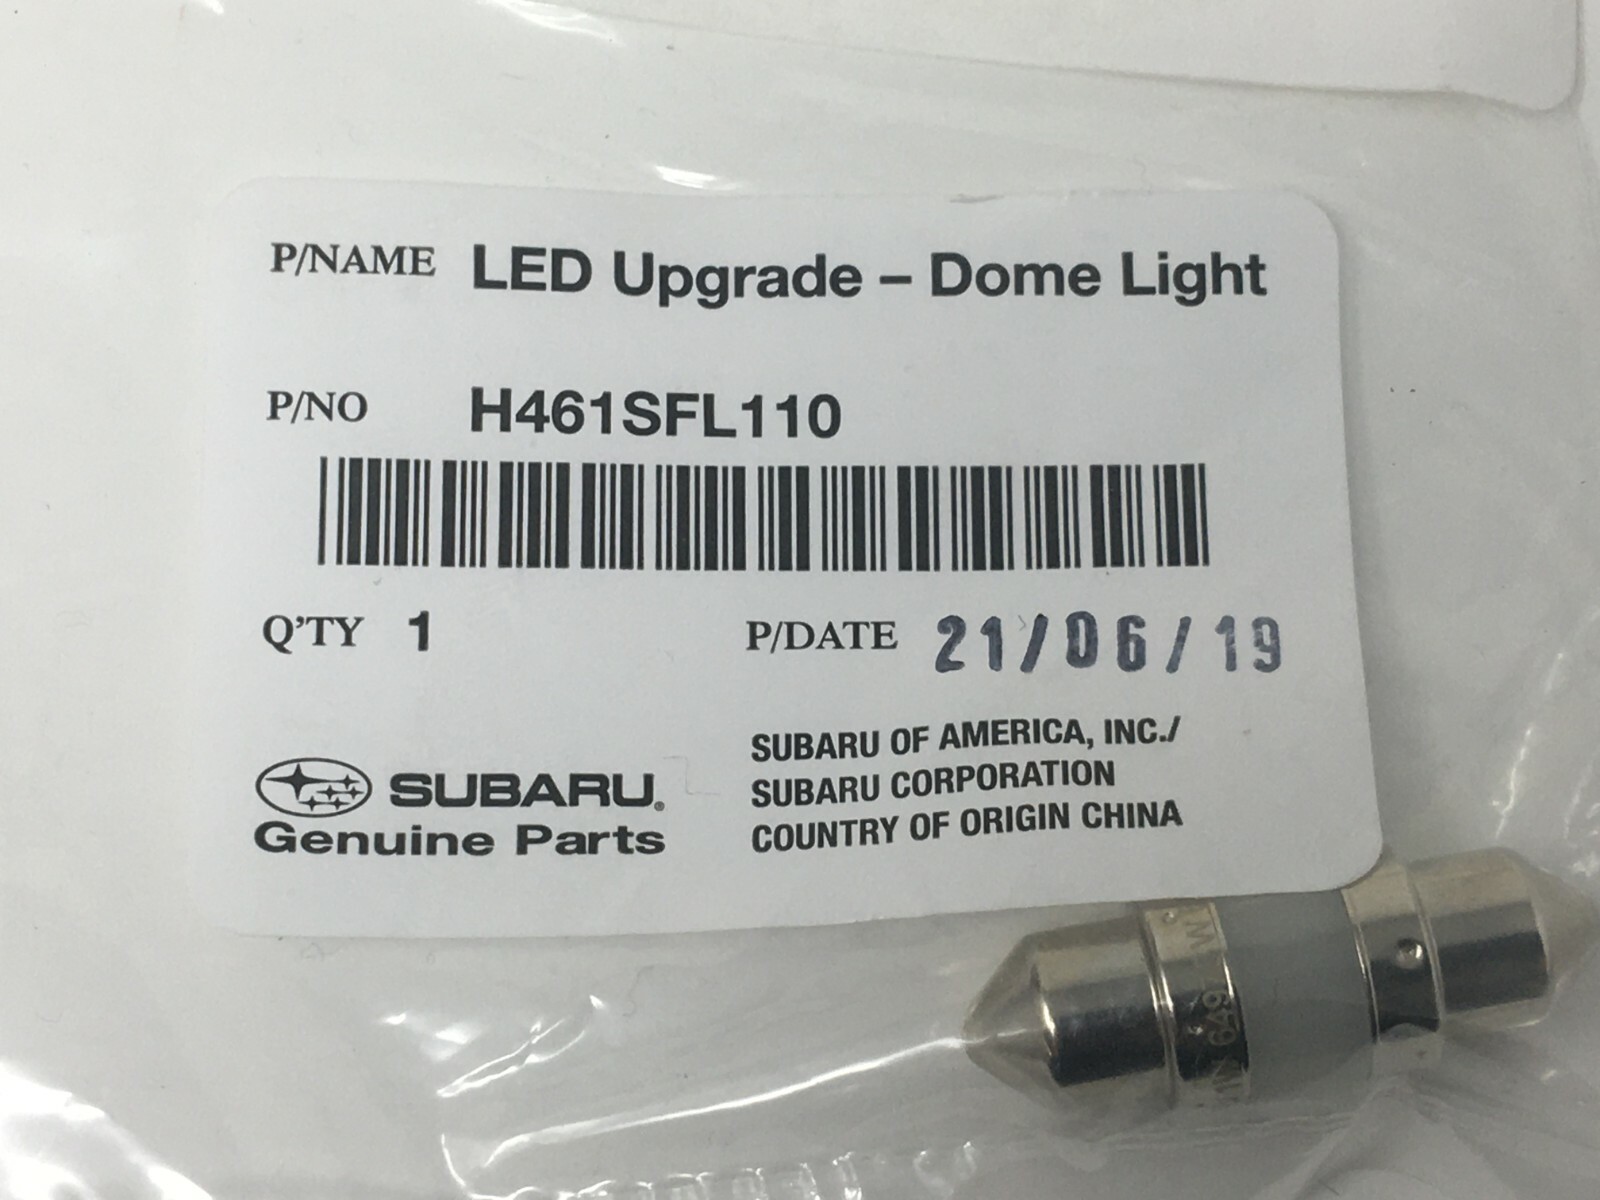 P/NAME LED Upgrade – Dome Light
P/NO H461SFL110
Q'TY 1 P/DATE 21/06/19
SUBARU®
Genuine Parts
SUBARU OF AMERICA, INC./
SUBARU CORPORATION
COUNTRY OF ORIGIN CHINA
649